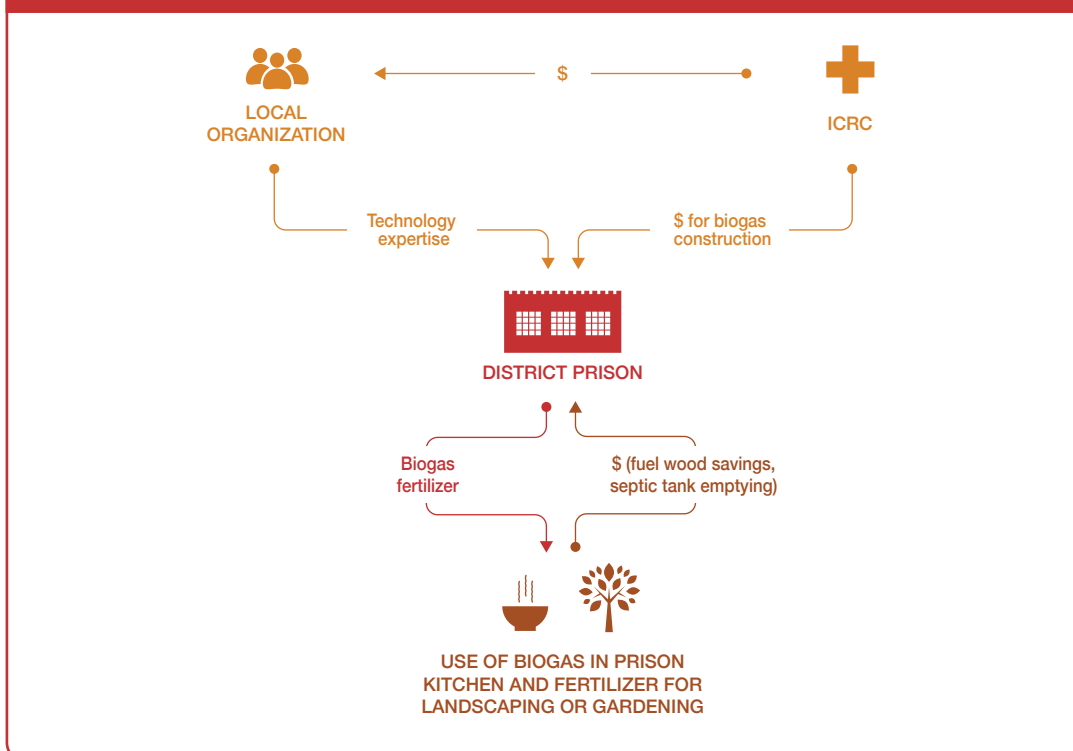 $
LOCAL
ORGANIZATION
ICRC
Technology
expertise
$ for biogas
construction
DISTRICT PRISON
Biogas
fertilizer
$ (fuel wood savings,
septic tank emptying)
USE OF BIOGAS IN PRISON
KITCHEN AND FERTILIZER FOR
LANDSCAPING OR GARDENING